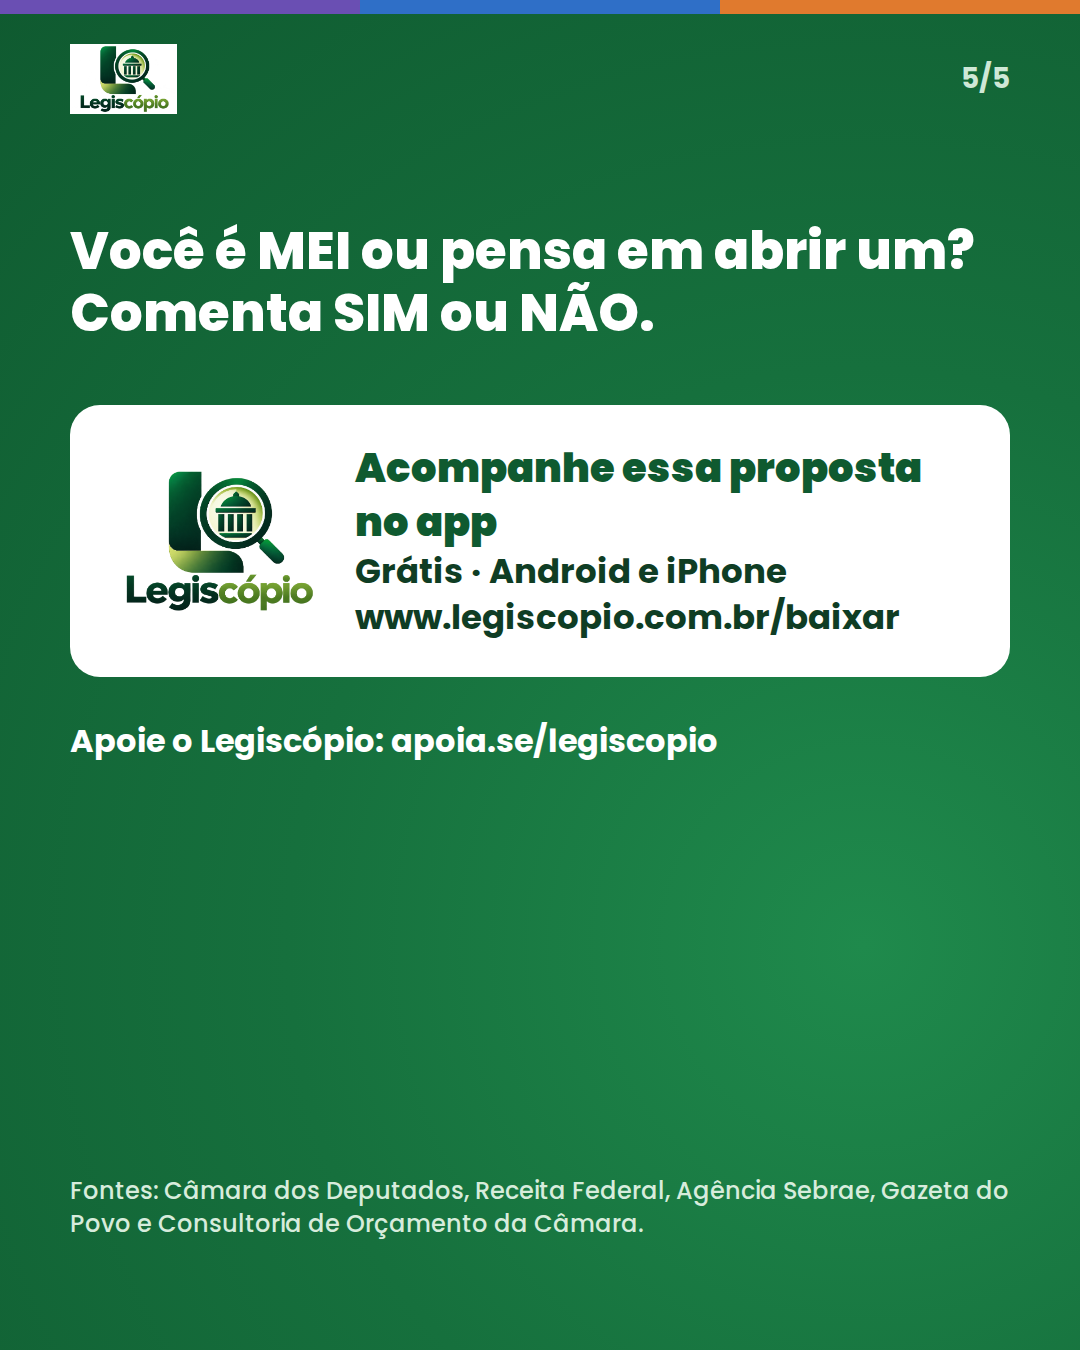 Legiscópio
5/5
Você é MEI ou pensa em abrir um?
Comenta SIM ou NÃO.
Acompanhe essa proposta
no app
Grátis · Android e iPhone
www.legiscopio.com.br/baixar
Legiscópio
Apoie o Legiscópio: apoia.se/legiscopio
Fontes: Câmara dos Deputados, Receita Federal, Agência Sebrae, Gazeta do
Povo e Consultoria de Orçamento da Câmara.